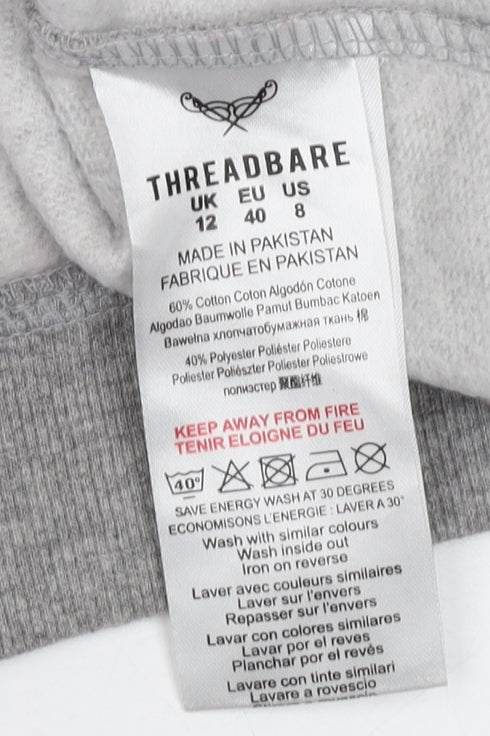 THREADBARE
UK EU US
12 40 8
MADE IN PAKISTAN
FABRIQUE EN PAKISTAN
60% Cotton Coton Algodón Cotone
Algodao Baumwolle Pamut Bumbac Katoen
Bawełna хлопчатобумажная ткань 棉
40% Polyester Poliéster Poliestere
Poliester Poliészter Poliester Poliestrowe
полиэстер 聚酯纤维
KEEP AWAY FROM FIRE
TENIR ELOIGNE DU FEU
40°
SAVE ENERGY WASH AT 30 DEGREES
ECONOMISONS L'ENERGIE : LAVER A 30°
Wash with similar colours
Wash inside out
Iron on reverse
Laver avec couleurs similaires
Laver sur l'envers
Repasser sur l'envers
Lavar con colores similares
Lavar por el reves
Planchar por el revés
Lavare con tinte similari
Lavare a rovescio